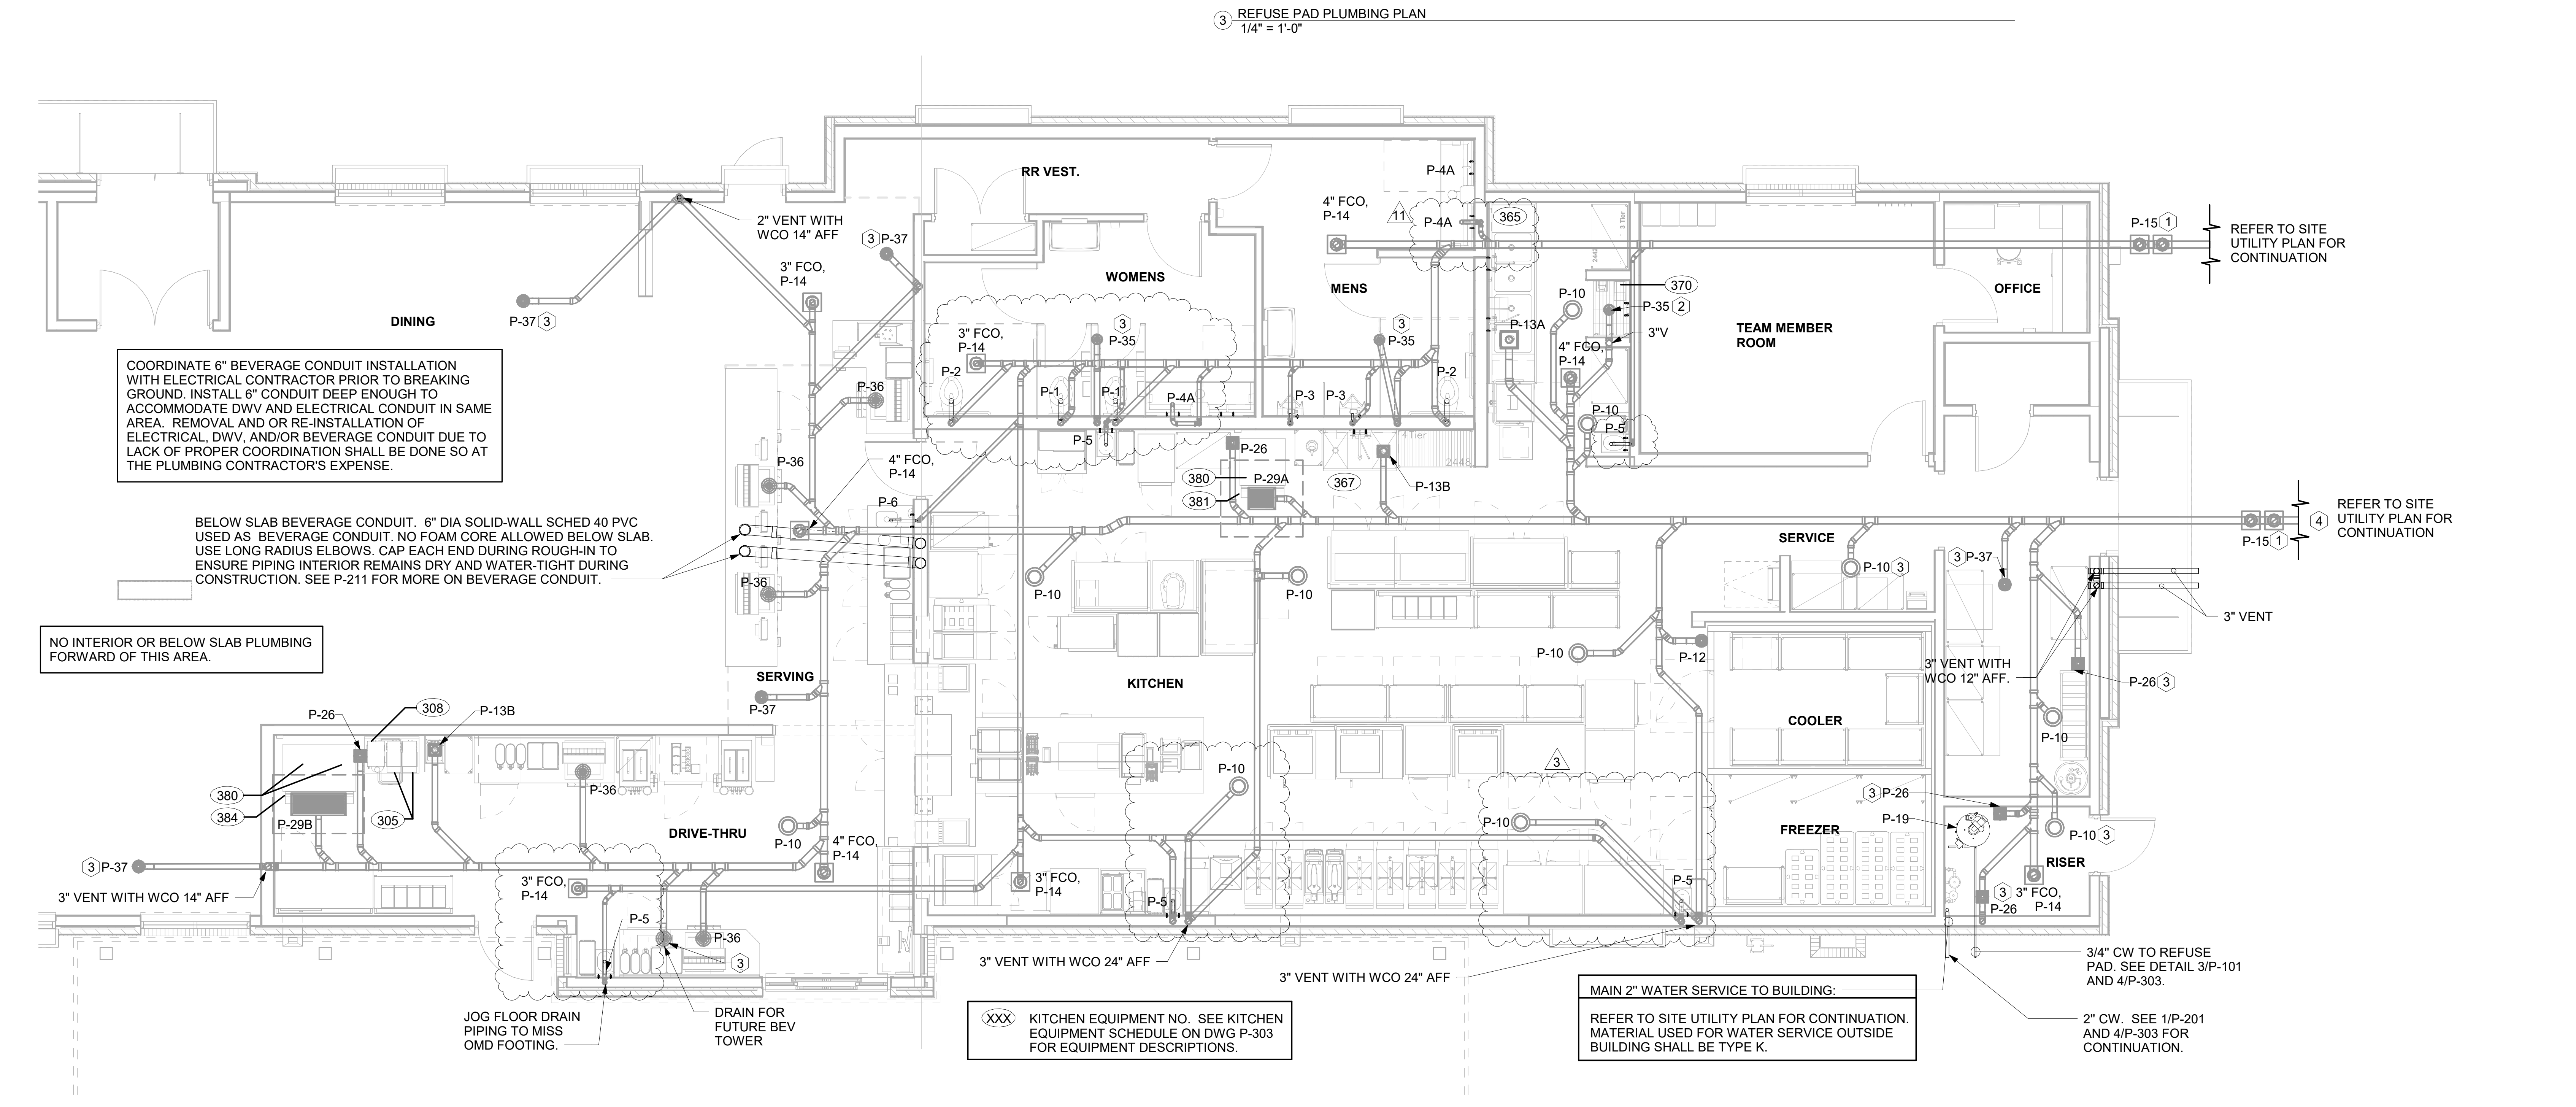 3 REFUSE PAD PLUMBING PLAN
1/4" = 1'-0"
RR VEST.
P-4A
4" FCO,
P-14
11
P-4A
365
3 Tier
2442
P-15 1
REFER TO SITE
UTILITY PLAN FOR
CONTINUATION
2" VENT WITH
WCO 14" AFF
3 P-37
3" FCO,
P-14
WOMENS
MENS
370
OFFICE
P-10
P-35 2
P-37 3
DINING
3
P-35
3
P-35
P-13A
3"V
TEAM MEMBER
ROOM
3" FCO,
P-14
4" FCO,
P-14
COORDINATE 6" BEVERAGE CONDUIT INSTALLATION
WITH ELECTRICAL CONTRACTOR PRIOR TO BREAKING
GROUND. INSTALL 6" CONDUIT DEEP ENOUGH TO
ACCOMMODATE DWV AND ELECTRICAL CONDUIT IN SAME
AREA.  REMOVAL AND OR RE-INSTALLATION OF
ELECTRICAL, DWV, AND/OR BEVERAGE CONDUIT DUE TO
LACK OF PROPER COORDINATION SHALL BE DONE SO AT
THE PLUMBING CONTRACTOR'S EXPENSE.
P-2
P-2
P-36
P-1
P-1
P-4A
P-3
P-3
P-10
P-5
P-5
P-26
4 Tier
2448
P-36
4" FCO,
P-14
380
P-29A
367
P-13B
381
P-6
BELOW SLAB BEVERAGE CONDUIT.  6" DIA SOLID-WALL SCHED 40 PVC
USED AS  BEVERAGE CONDUIT. NO FOAM CORE ALLOWED BELOW SLAB.
USE LONG RADIUS ELBOWS. CAP EACH END DURING ROUGH-IN TO
ENSURE PIPING INTERIOR REMAINS DRY AND WATER-TIGHT DURING
CONSTRUCTION. SEE P-211 FOR MORE ON BEVERAGE CONDUIT.
4
REFER TO SITE
UTILITY PLAN FOR
CONTINUATION
P-15 1
SERVICE
3 P-37
P-10 3
P-36
P-10
P-10
3" VENT
NO INTERIOR OR BELOW SLAB PLUMBING
FORWARD OF THIS AREA.
P-10
P-12
3" VENT WITH
WCO 12" AFF.
P-26 3
SERVING
KITCHEN
P-37
COOLER
P-10
P-26
308
P-13B
3
P-10
P-36
380
384
305
P-29B
3 P-26
P-19
P-10
FREEZER
P-10 3
DRIVE-THRU
P-10
4" FCO,
P-14
RISER
3 P-37
3" VENT WITH WCO 14" AFF
3" FCO,
P-14
3" FCO,
P-14
P-5
P-5
3 3" FCO,
P-26 P-14
P-5
P-36
3
3" VENT WITH WCO 24" AFF
3" VENT WITH WCO 24" AFF
3/4" CW TO REFUSE
PAD. SEE DETAIL 3/P-101
AND 4/P-303.
MAIN 2" WATER SERVICE TO BUILDING:
REFER TO SITE UTILITY PLAN FOR CONTINUATION.
MATERIAL USED FOR WATER SERVICE OUTSIDE
BUILDING SHALL BE TYPE K.
JOG FLOOR DRAIN
PIPING TO MISS
OMD FOOTING.
DRAIN FOR
FUTURE BEV
TOWER
XXX KITCHEN EQUIPMENT NO.  SEE KITCHEN
EQUIPMENT SCHEDULE ON DWG P-303
FOR EQUIPMENT DESCRIPTIONS.
2" CW.  SEE 1/P-201
AND 4/P-303 FOR
CONTINUATION.